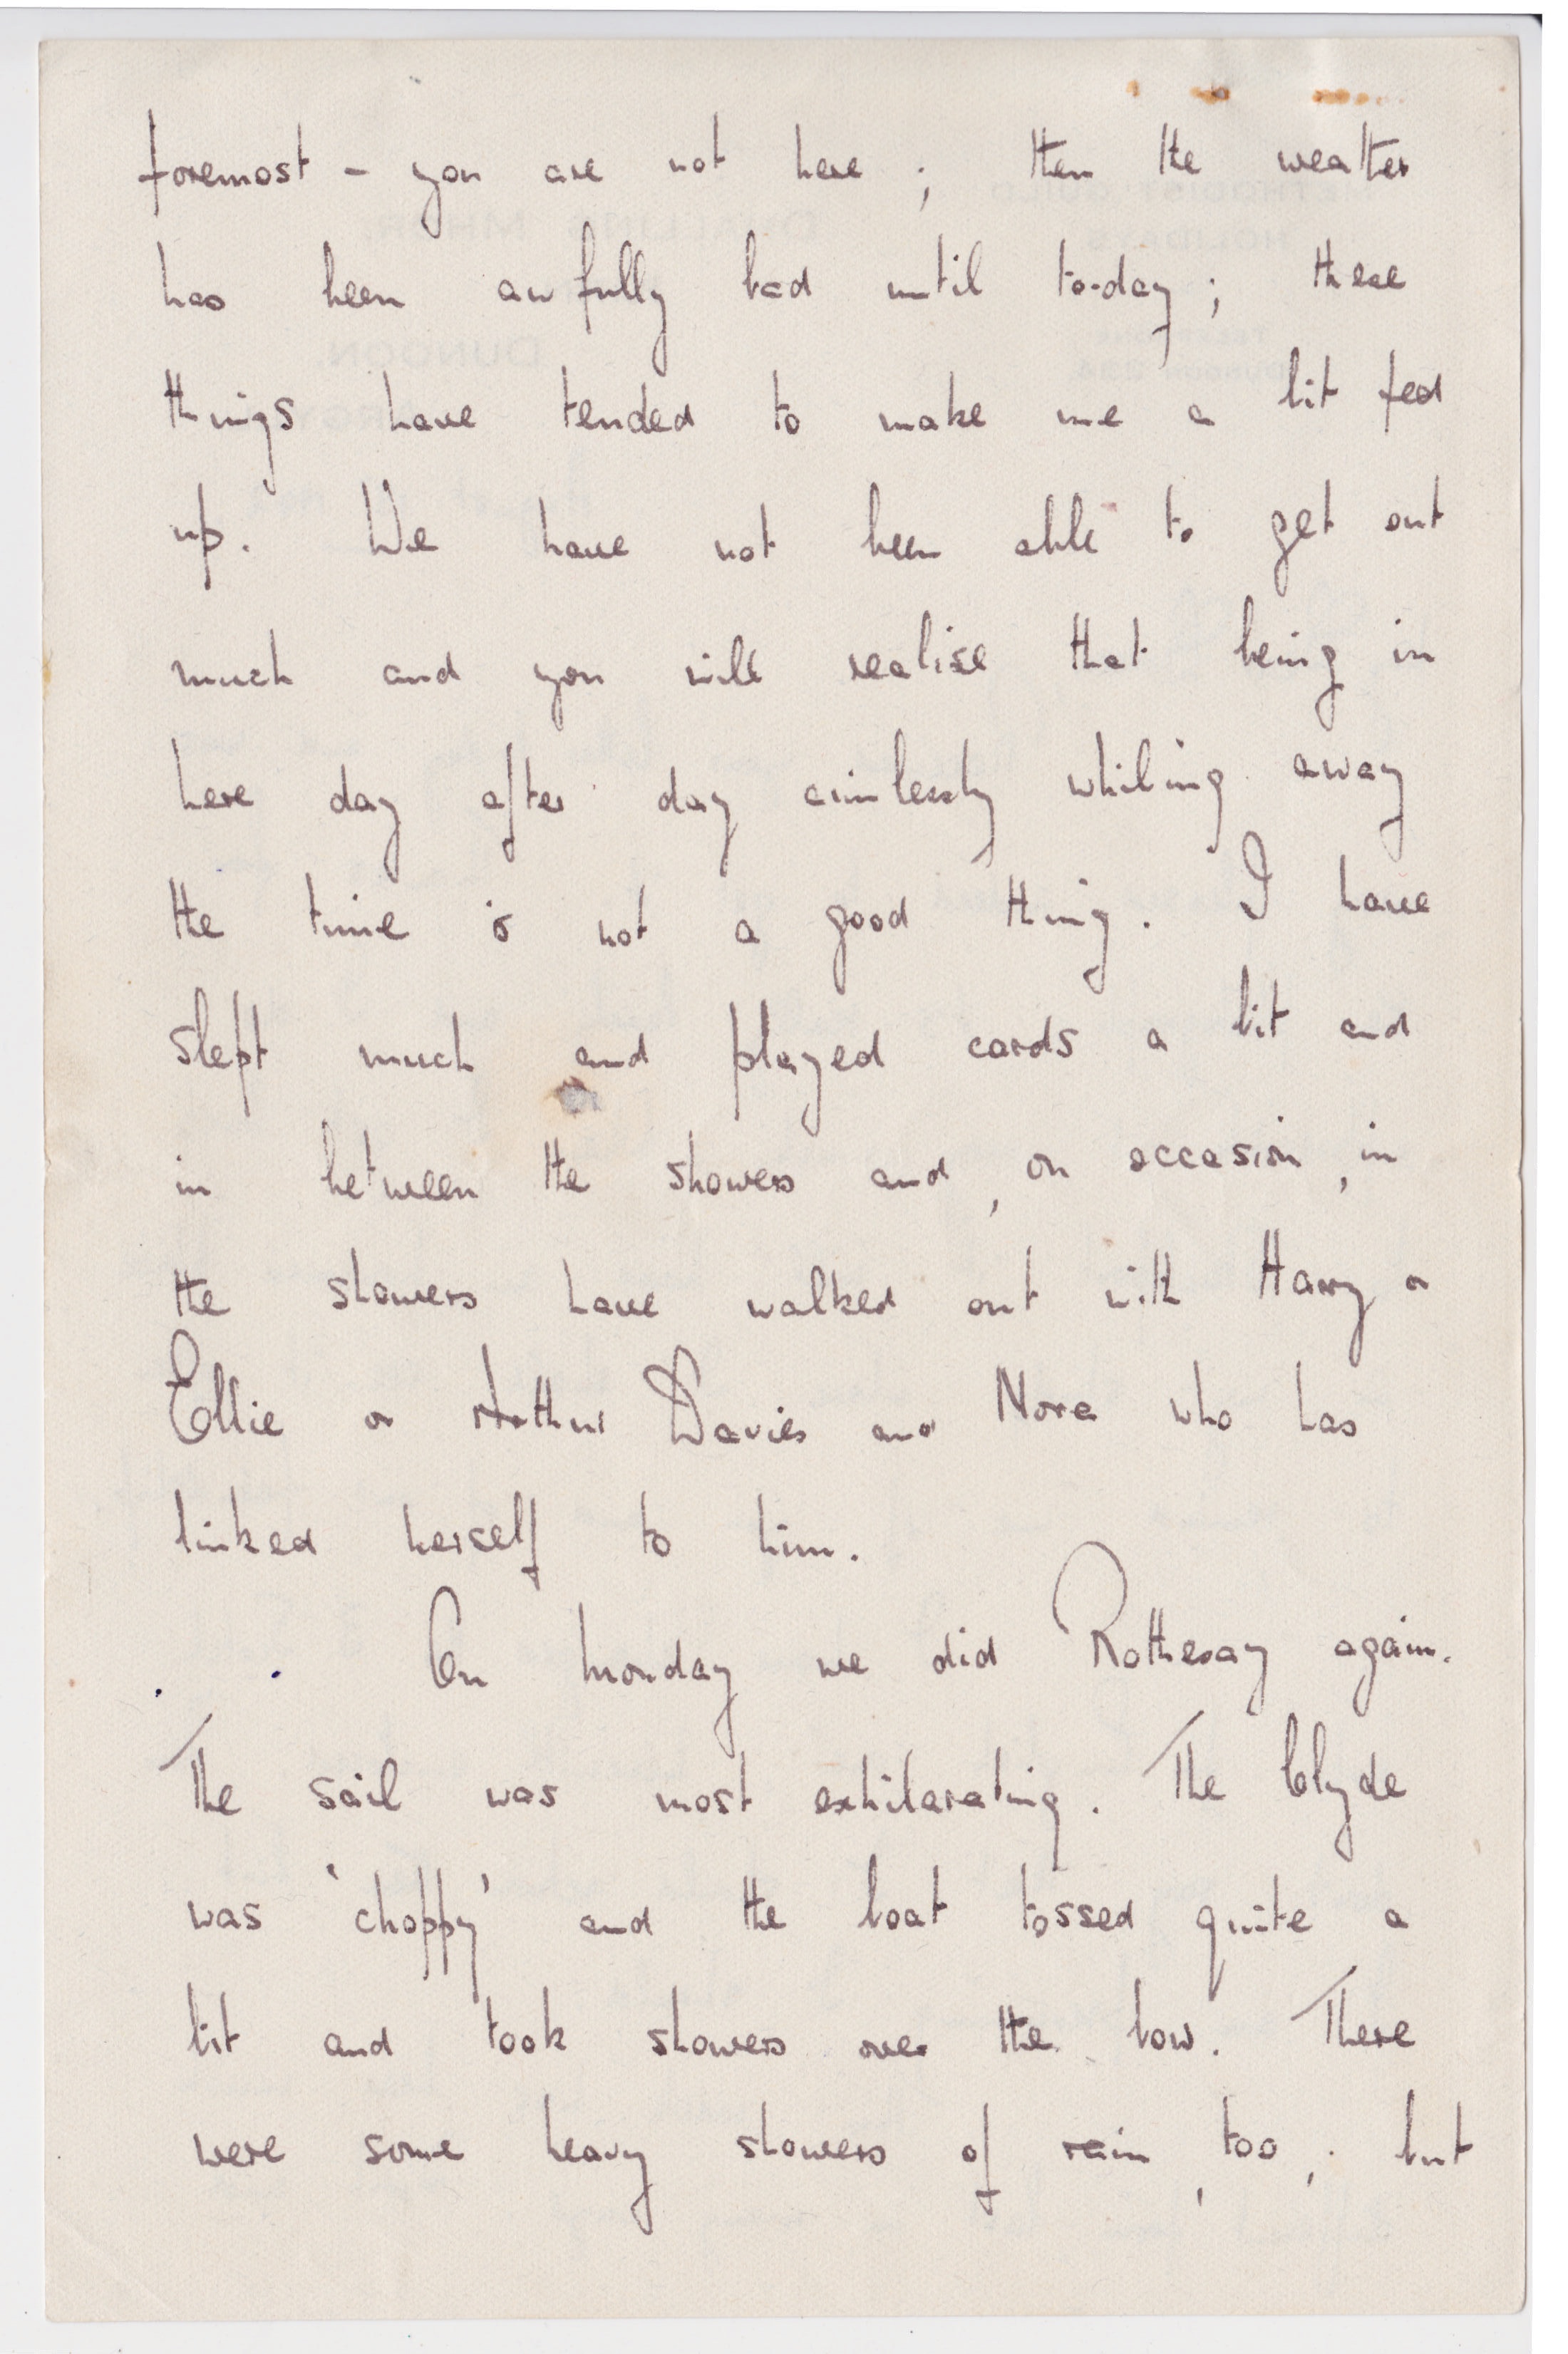 foremost - you are not here ; then the weather
has been awfully bad until to-day ; these
things have tended to make me a bit fed
up. We have not been able to get out
much and you will realise that being in
here day after day aimlessly whiling away
the time is not a good thing. I have
slept much and played cards a bit and
in between the showers and, on occasion, in
the showers have walked out with Harry or
Ellie or Arthur Davies and Nora who has
linked herself to him.
On Monday we did Rothesay again.
The sail was most exhilarating. The Clyde
was 'choppy' and the boat tossed quite a
bit and took showers over the bow. There
were some heavy showers of rain, too, but